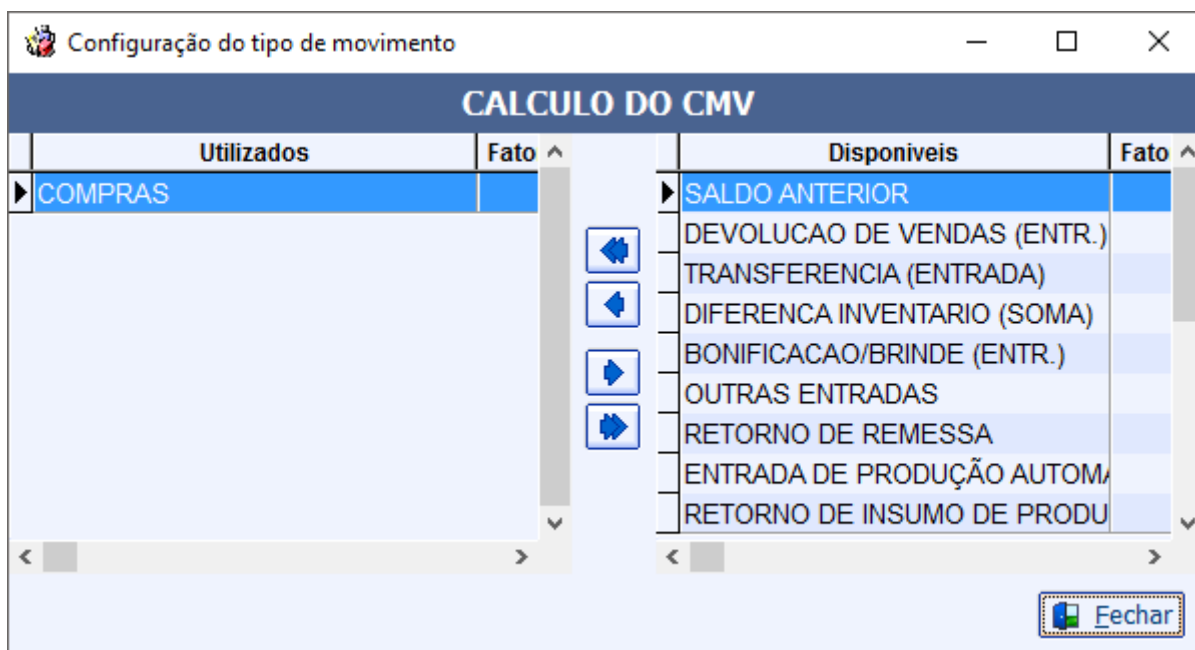 Configuração do tipo de movimento
CALCULO DO CMV
Utilizados Fato
COMPRAS
Disponiveis Fato
SALDO ANTERIOR
DEVOLUCAO DE VENDAS (ENTR.)
TRANSFERENCIA (ENTRADA)
DIFERENCA INVENTARIO (SOMA)
BONIFICACAO/BRINDE (ENTR.)
OUTRAS ENTRADAS
RETORNO DE REMESSA
ENTRADA DE PRODUÇÃO AUTOMA
RETORNO DE INSUMO DE PRODU
Fechar